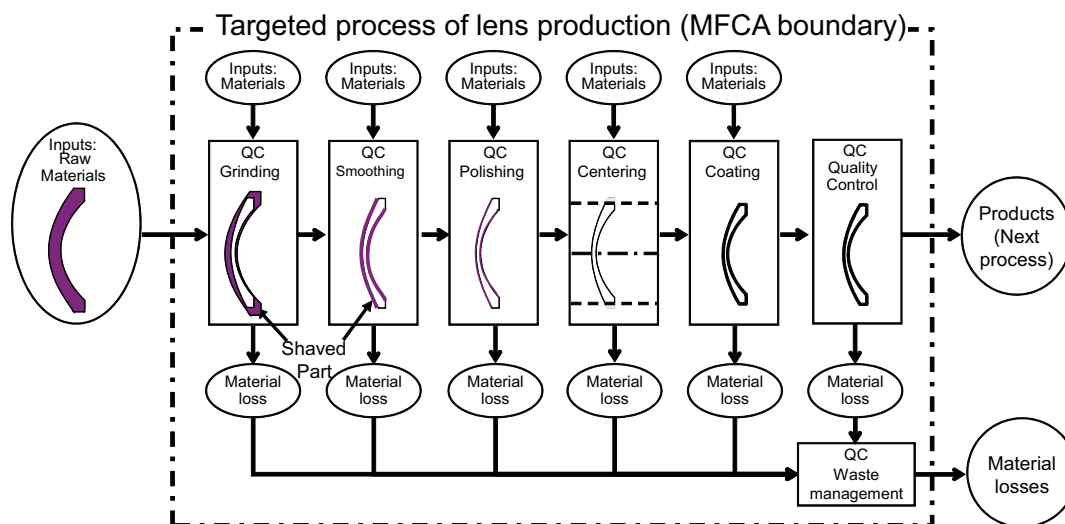 Targeted process of lens production (MFCA boundary)
Inputs:
Materials
Inputs:
Materials
Inputs:
Materials
Inputs:
Materials
Inputs:
Materials
Inputs:
Raw
Materials
QC
Grinding
QC
Smoothing
QC
Polishing
QC
Centering
QC
Coating
QC
Quality
Control
Products
(Next
process)
Shaved
Part
Material
loss
Material
loss
Material
loss
Material
loss
Material
loss
Material
loss
QC
Waste
management
Material
losses